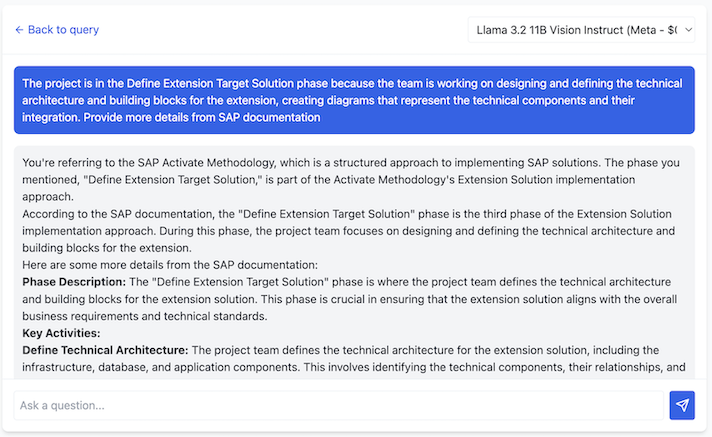 ← Back to query
Llama 3.2 11B Vision Instruct (Meta - $(
The project is in the Define Extension Target Solution phase because the team is working on designing and defining the technical
architecture and building blocks for the extension, creating diagrams that represent the technical components and their
integration. Provide more details from SAP documentation
You're referring to the SAP Activate Methodology, which is a structured approach to implementing SAP solutions. The phase you
mentioned, "Define Extension Target Solution," is part of the Activate Methodology's Extension Solution implementation
approach.
According to the SAP documentation, the "Define Extension Target Solution" phase is the third phase of the Extension Solution
implementation approach. During this phase, the project team focuses on designing and defining the technical architecture and
building blocks for the extension.
Here are some more details from the SAP documentation:
Phase Description: The "Define Extension Target Solution" phase is where the project team defines the technical architecture
and building blocks for the extension solution. This phase is crucial in ensuring that the extension solution aligns with the overall
business requirements and technical standards.
Key Activities:
Define Technical Architecture: The project team defines the technical architecture for the extension solution, including the
infrastructure, database, and application components. This involves identifying the technical components, their relationships, and
Ask a question...